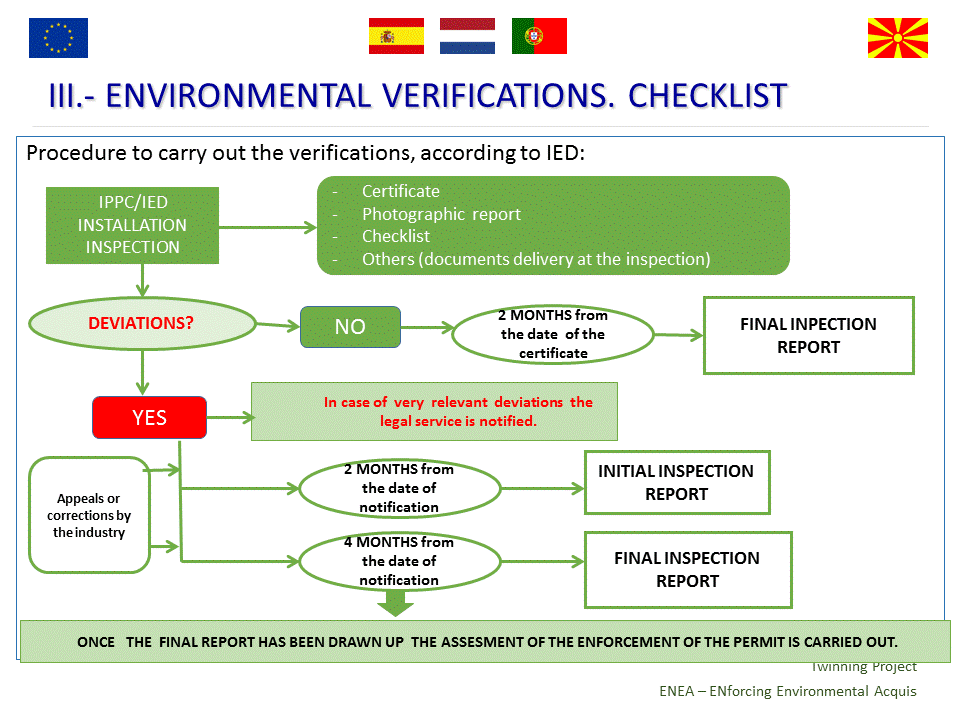 III.- ENVIRONMENTAL VERIFICATIONS. CHECKLIST
Procedure to carry out the verifications, according to IED:
IPPC/IED
INSTALLATION
INSPECTION
- Certificate
- Photographic report
- Checklist
- Others (documents delivery at the inspection)
DEVIATIONS?
NO
2 MONTHS from
the date of the
certificate
FINAL INPECTION
REPORT
YES
In case of very relevant deviations the
legal service is notified.
Appeals or
corrections by
the industry
2 MONTHS from
the date of
notification
INITIAL INSPECTION
REPORT
4 MONTHS from
the date of
notification
FINAL INSPECTION
REPORT
ONCE THE FINAL REPORT HAS BEEN DRAWN UP THE ASSESMENT OF THE ENFORCEMENT OF THE PERMIT IS CARRIED OUT.
Twinning Project
ENEA – ENforcing Environmental Acquis